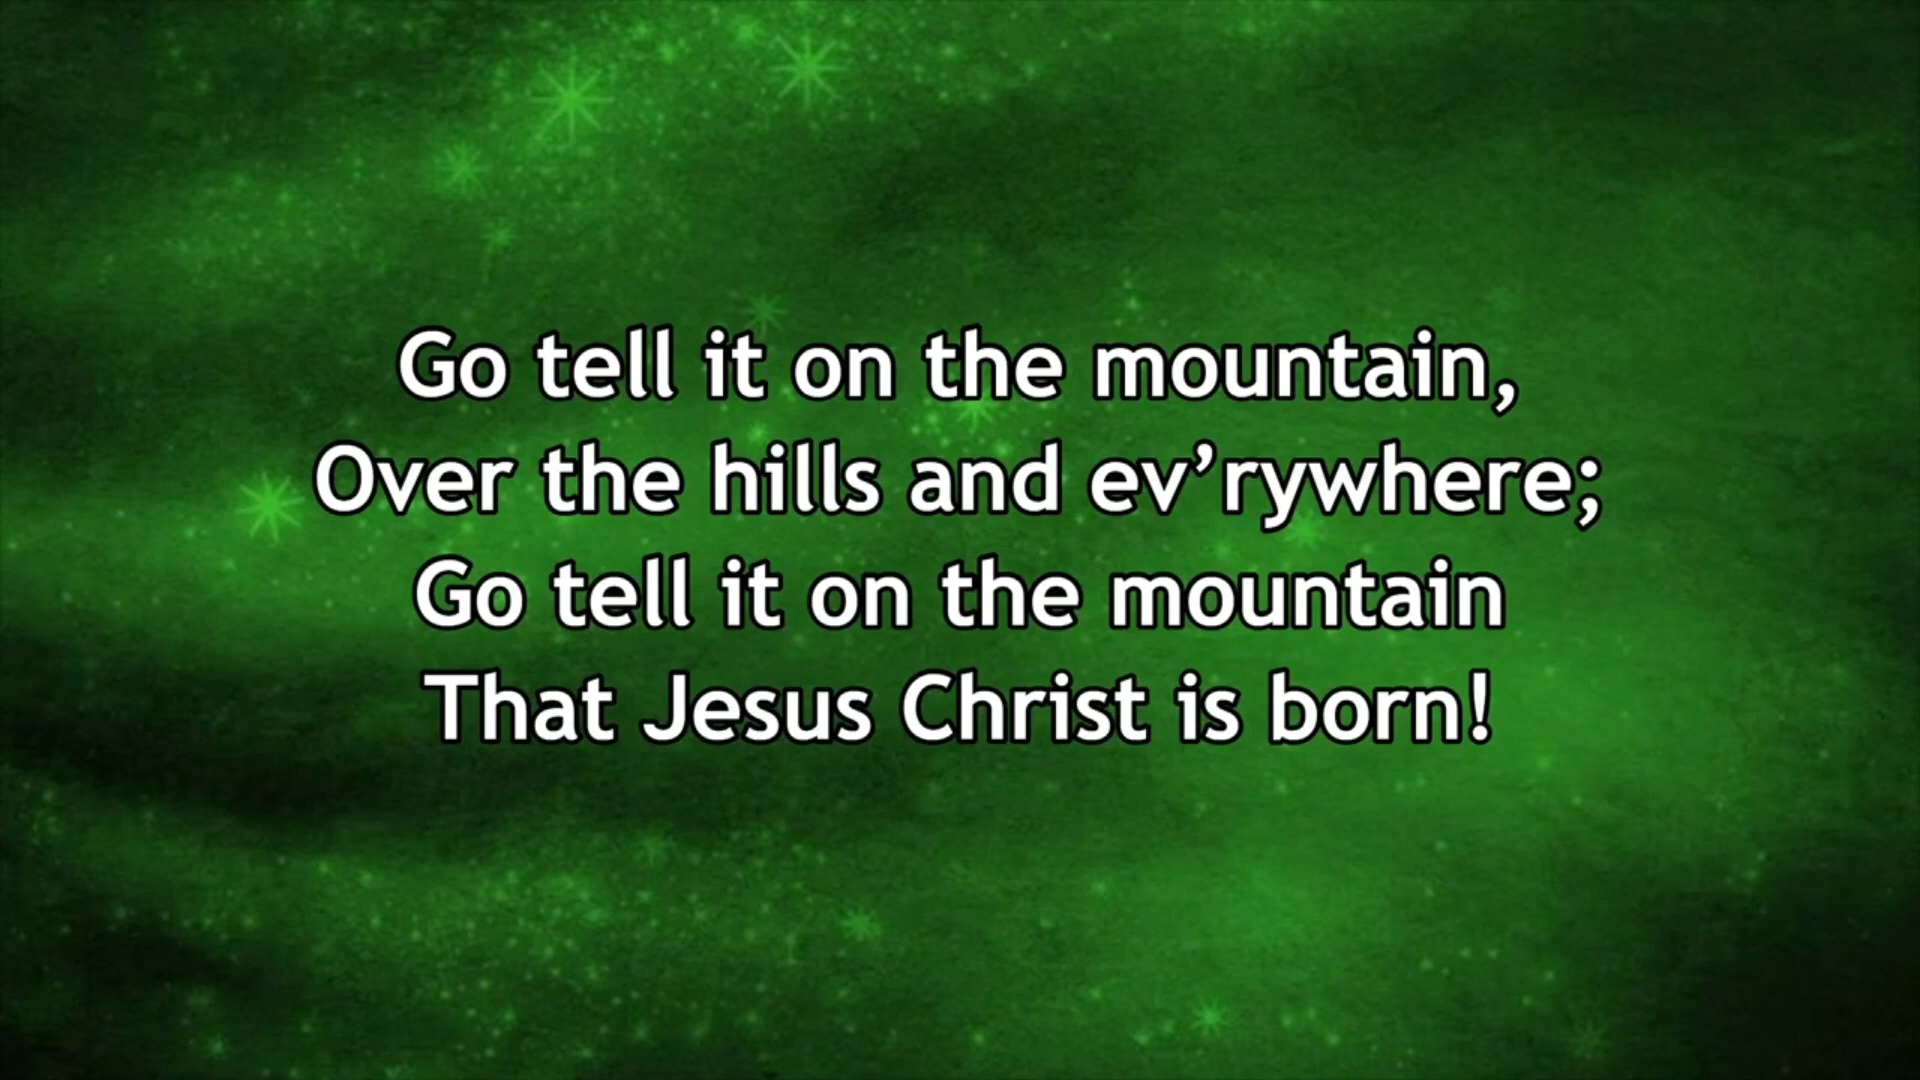 Go tell it on the mountain,
Over the hills and ev’rywhere;
Go tell it on the mountain
That Jesus Christ is born!